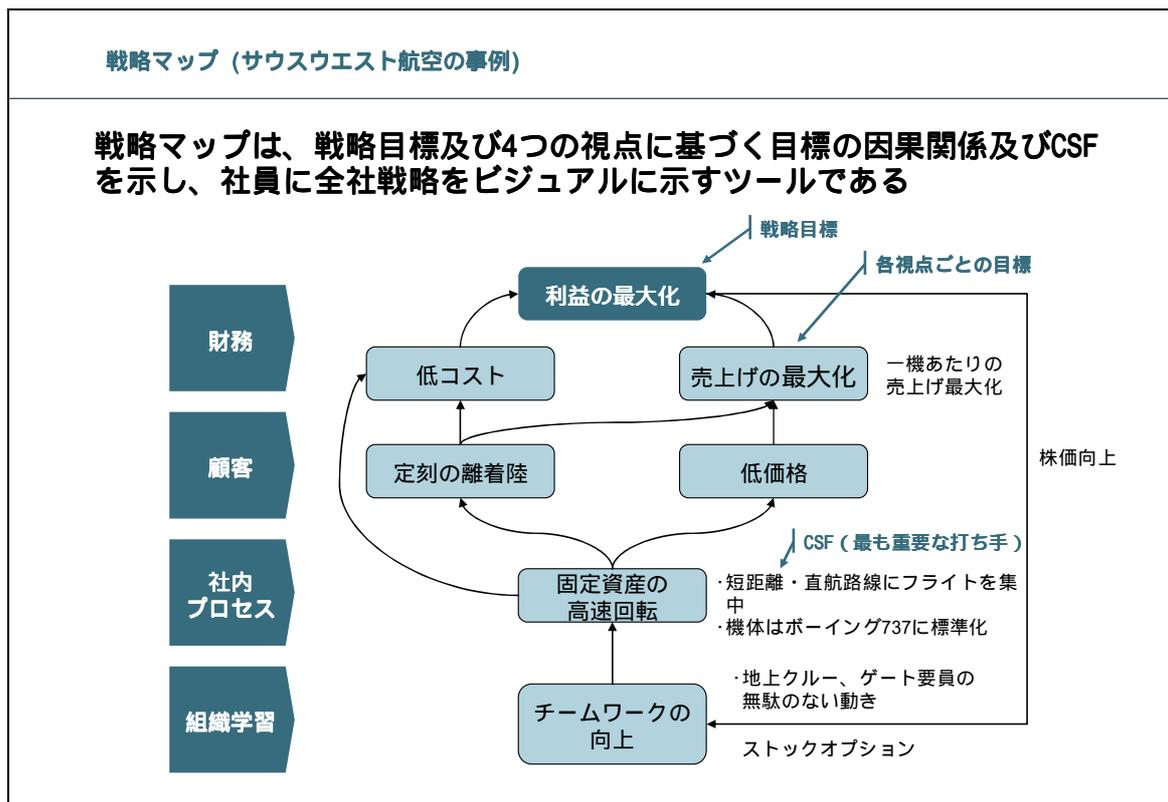 戦略マップ (サウスウエスト航空の事例)
戦略マップは、戦略目標及び4つの視点に基づく目標の因果関係及びCSF
を示し、社員に全社戦略をビジュアルに示すツールである
戦略目標
各視点ごとの目標
利益の最大化
財務
低コスト
売上げの最大化
一機あたりの
売上げ最大化
顧客
定刻の離着陸
低価格
株価向上
CSF（最も重要な打ち手）
社内
プロセス
固定資産の
高速回転
・短距離・直航路線にフライトを集
中
・機体はボーイング737に標準化
組織学習
チームワークの
向上
・地上クルー、ゲート要員の
無駄のない動き
ストックオプション